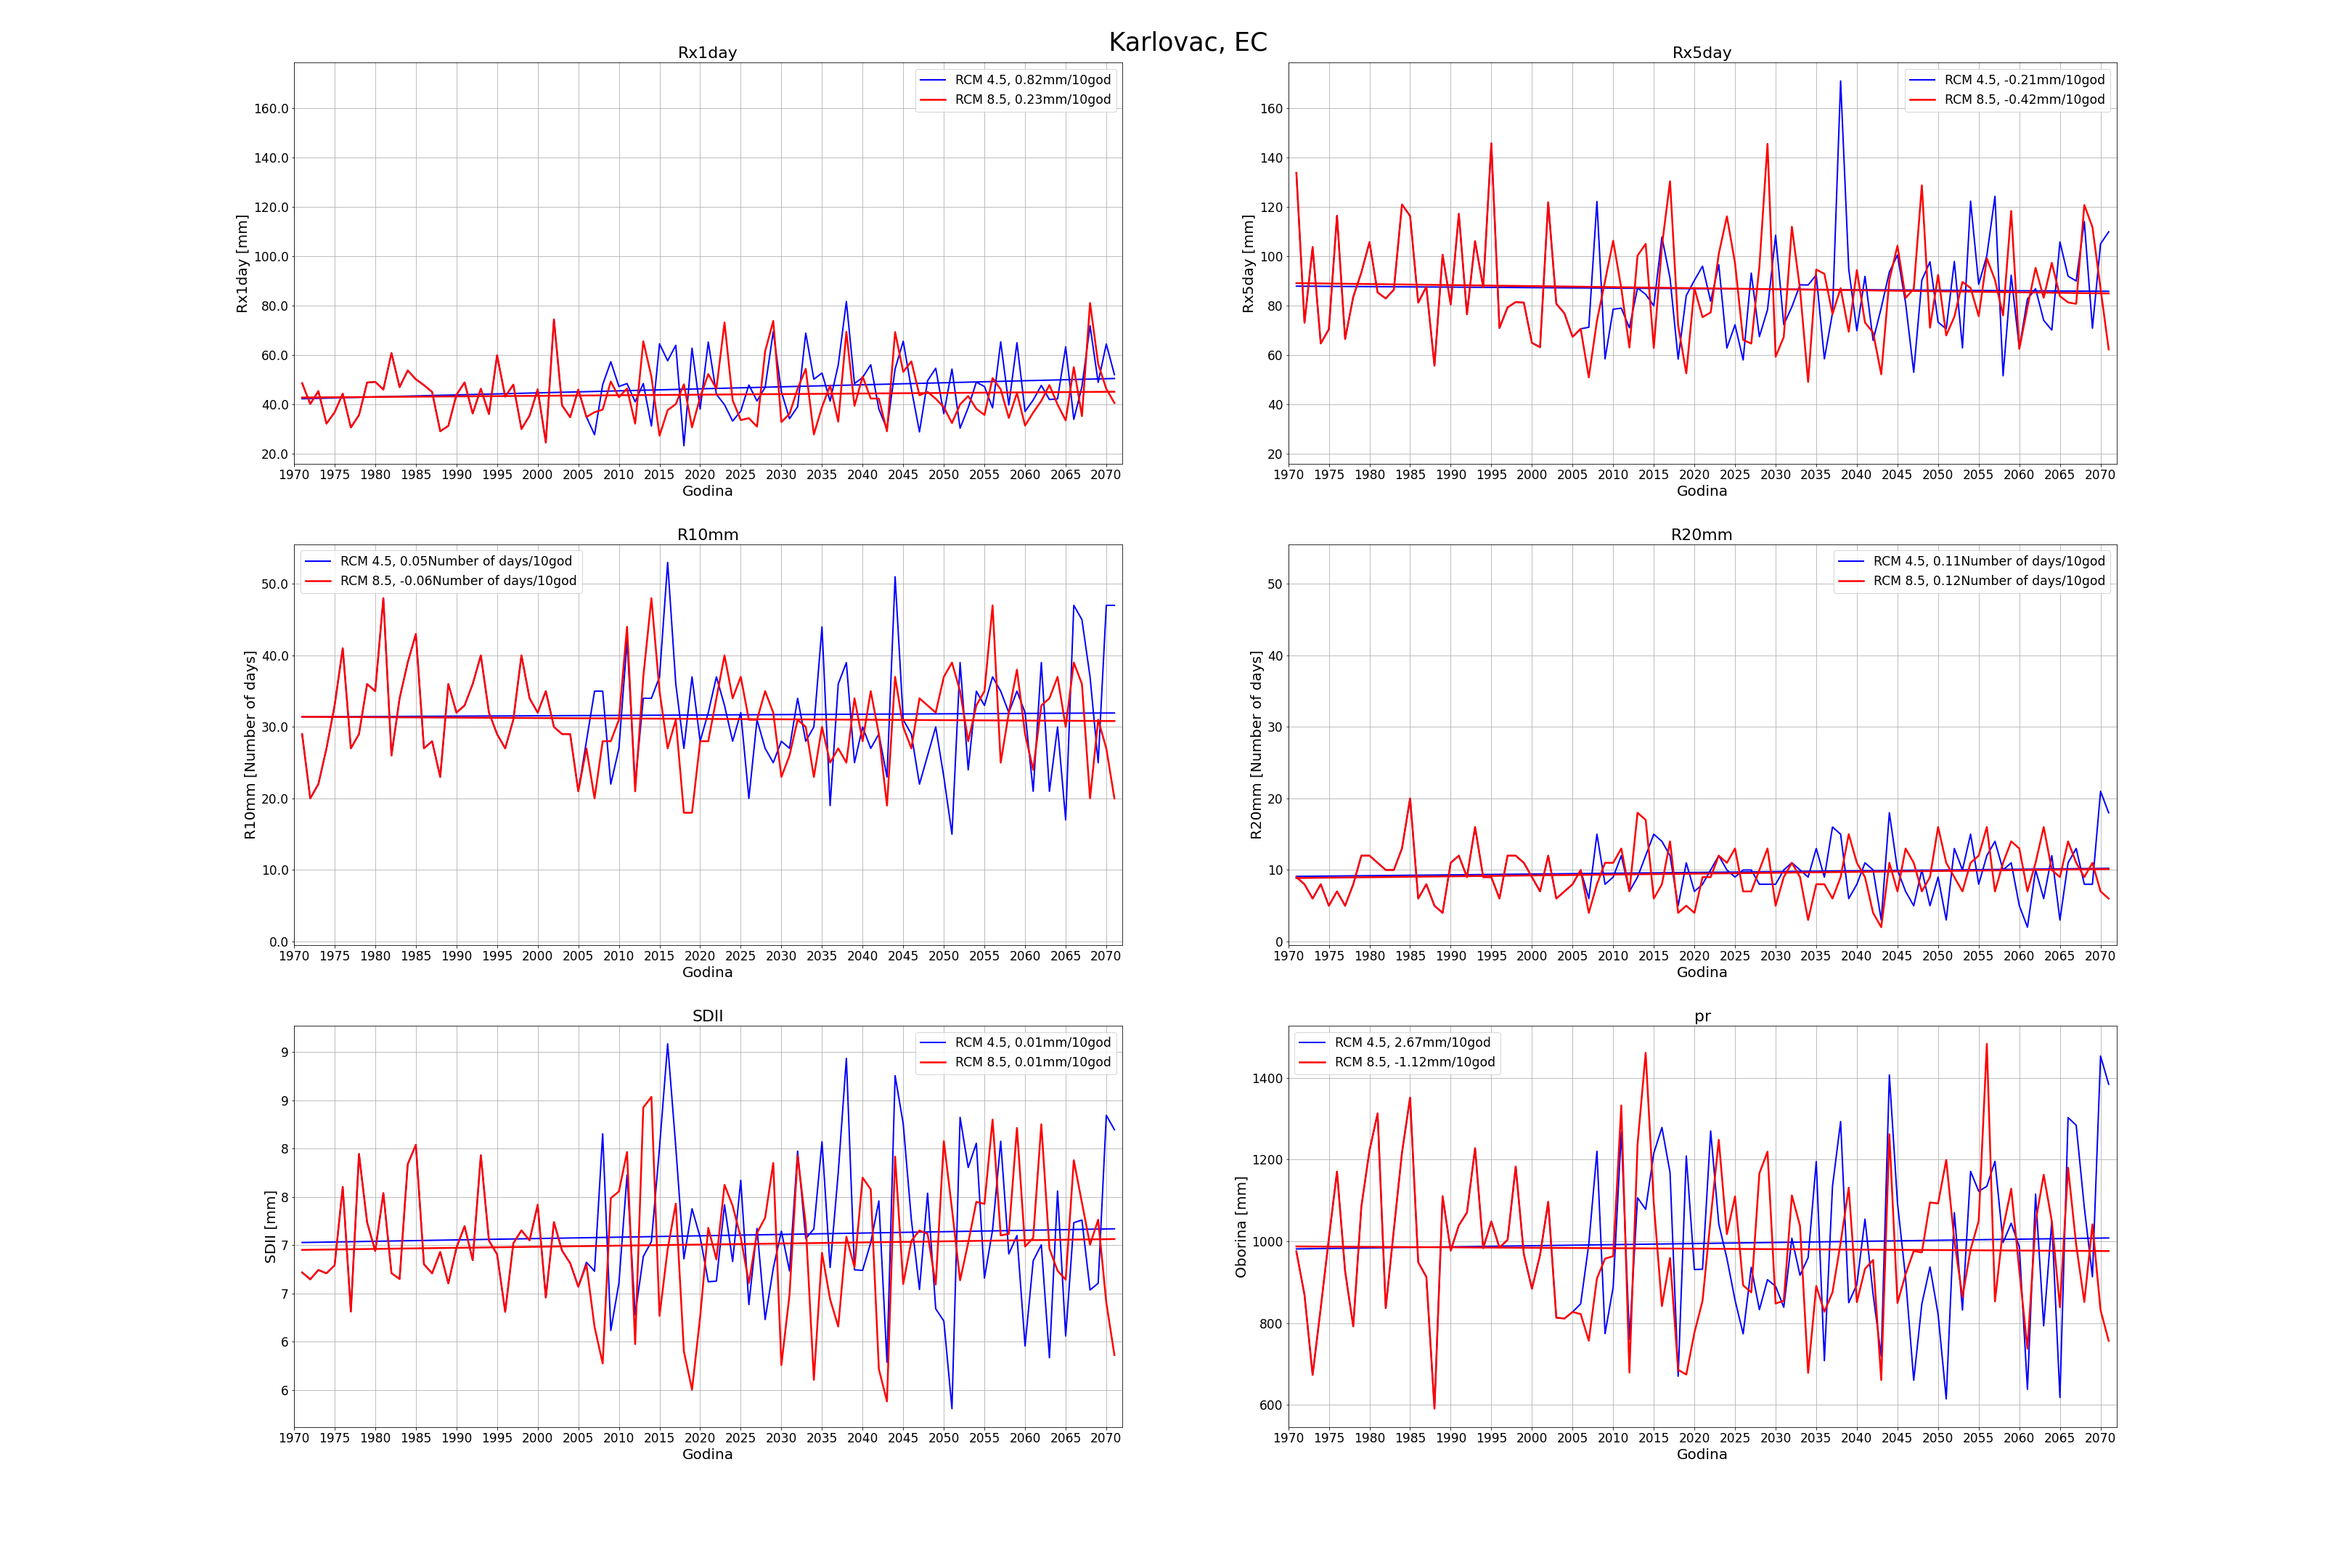 Karlovac, EC
Rx1day
RCM 4.5, 0.82mm/10god
RCM 8.5, 0.23mm/10god
Rx1day [mm]
160.0
140.0
120.0
100.0
80.0
60.0
40.0
20.0
1970 1975 1980 1985 1990 1995 2000 2005 2010 2015 2020 2025 2030 2035 2040 2045 2050 2055 2060 2065 2070
Godina
Rx5day
RCM 4.5, -0.21mm/10god
RCM 8.5, -0.42mm/10god
Rx5day [mm]
160
140
120
100
80
60
40
20
1970 1975 1980 1985 1990 1995 2000 2005 2010 2015 2020 2025 2030 2035 2040 2045 2050 2055 2060 2065 2070
Godina
R10mm
RCM 4.5, 0.05Number of days/10god
RCM 8.5, -0.06Number of days/10god
R10mm [Number of days]
50.0
40.0
30.0
20.0
10.0
0.0
1970 1975 1980 1985 1990 1995 2000 2005 2010 2015 2020 2025 2030 2035 2040 2045 2050 2055 2060 2065 2070
Godina
R20mm
RCM 4.5, 0.11Number of days/10god
RCM 8.5, 0.12Number of days/10god
R20mm [Number of days]
50
40
30
20
10
0
1970 1975 1980 1985 1990 1995 2000 2005 2010 2015 2020 2025 2030 2035 2040 2045 2050 2055 2060 2065 2070
Godina
SDII
RCM 4.5, 0.01mm/10god
RCM 8.5, 0.01mm/10god
SDII [mm]
9
9
8
8
7
7
6
6
1970 1975 1980 1985 1990 1995 2000 2005 2010 2015 2020 2025 2030 2035 2040 2045 2050 2055 2060 2065 2070
Godina
pr
RCM 4.5, 2.67mm/10god
RCM 8.5, -1.12mm/10god
Oborina [mm]
1400
1200
1000
800
600
1970 1975 1980 1985 1990 1995 2000 2005 2010 2015 2020 2025 2030 2035 2040 2045 2050 2055 2060 2065 2070
Godina